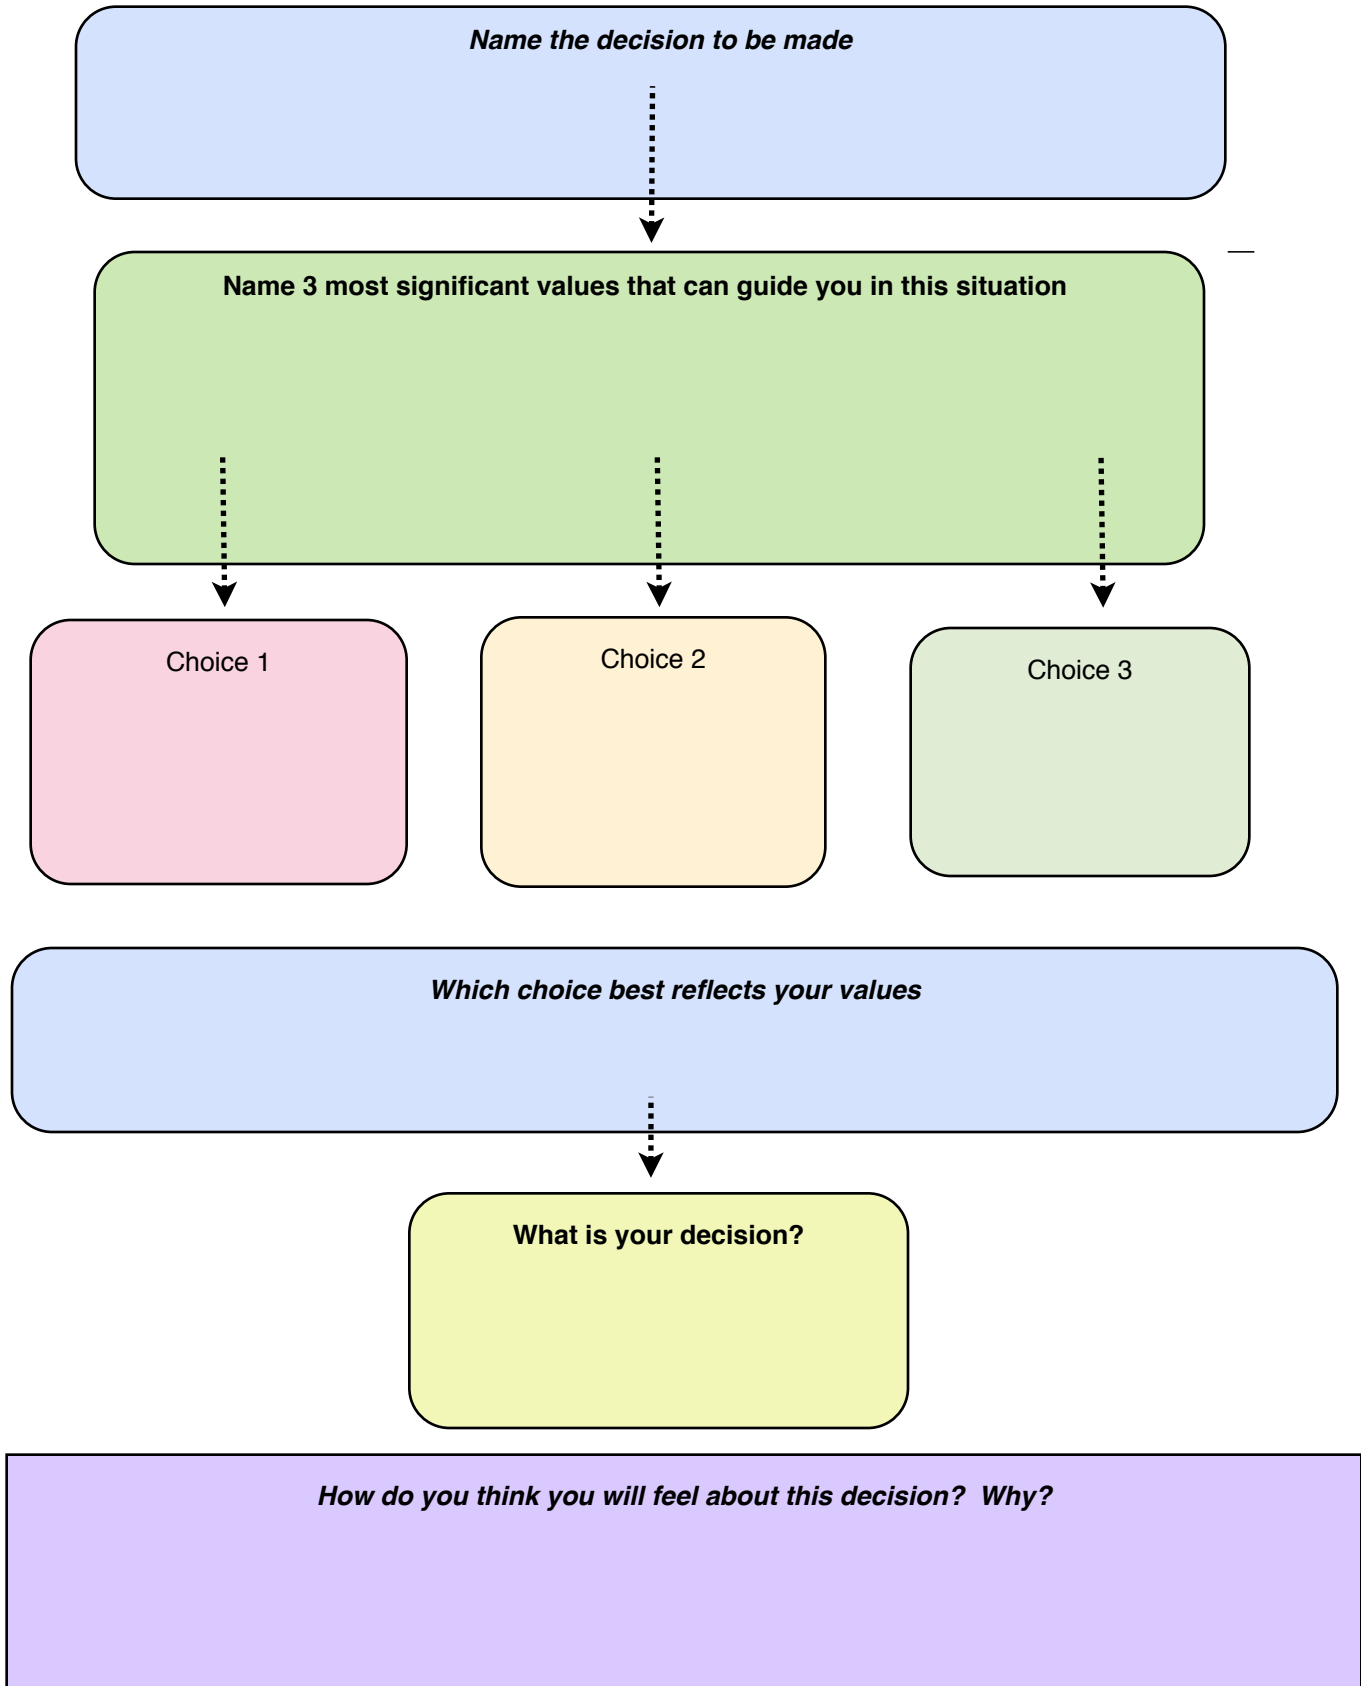 Name the decision to be made
Name 3 most significant values that can guide you in this situation
Choice 1
Choice 2
Choice 3
Which choice best reflects your values
What is your decision?
How do you think you will feel about this decision?  Why?